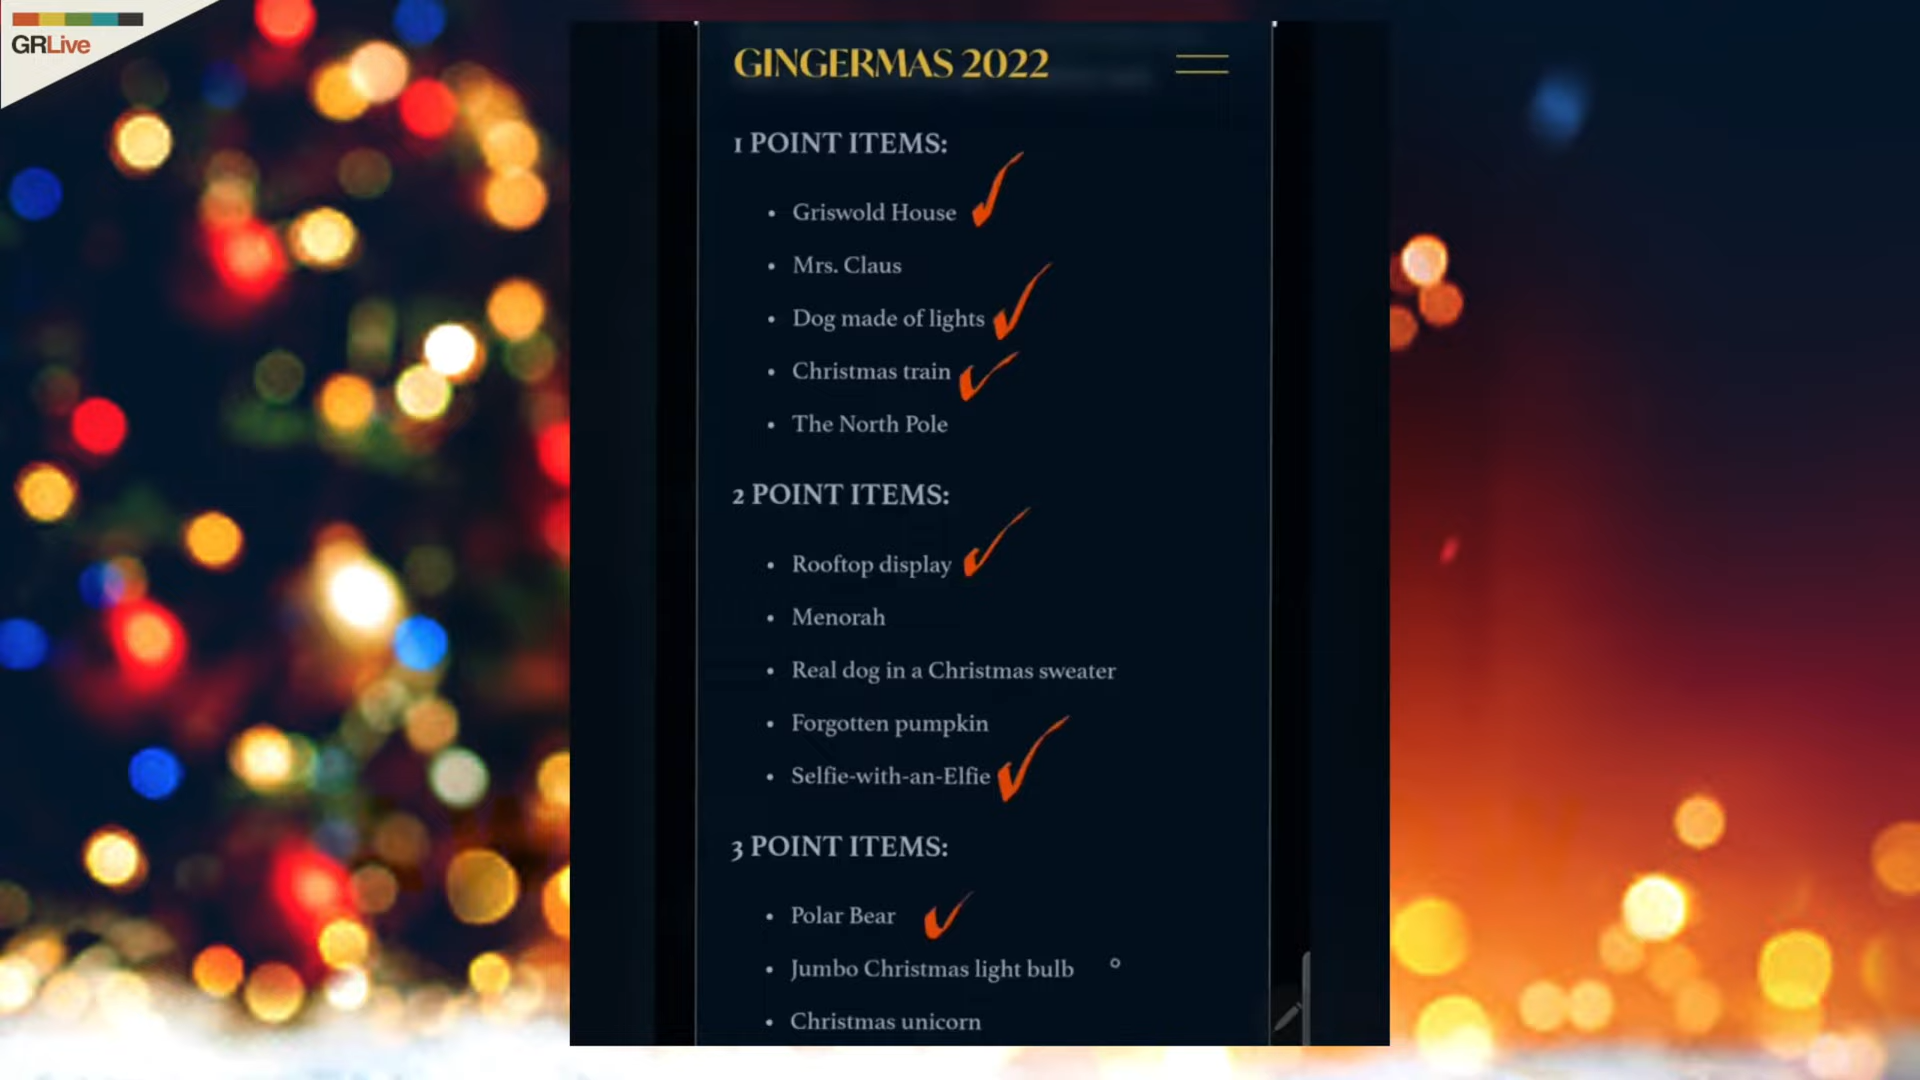 GRLive
GINGERMAS 2022
1 POINT ITEMS:
• Griswold House
• Mrs. Claus
• Dog made of lights
• Christmas train
• The North Pole
2 POINT ITEMS:
• Rooftop display
• Menorah
• Real dog in a Christmas sweater
• Forgotten pumpkin
• Selfie-with-an-Elfie
3 POINT ITEMS:
• Polar Bear
• Jumbo Christmas light bulb
• Christmas unicorn